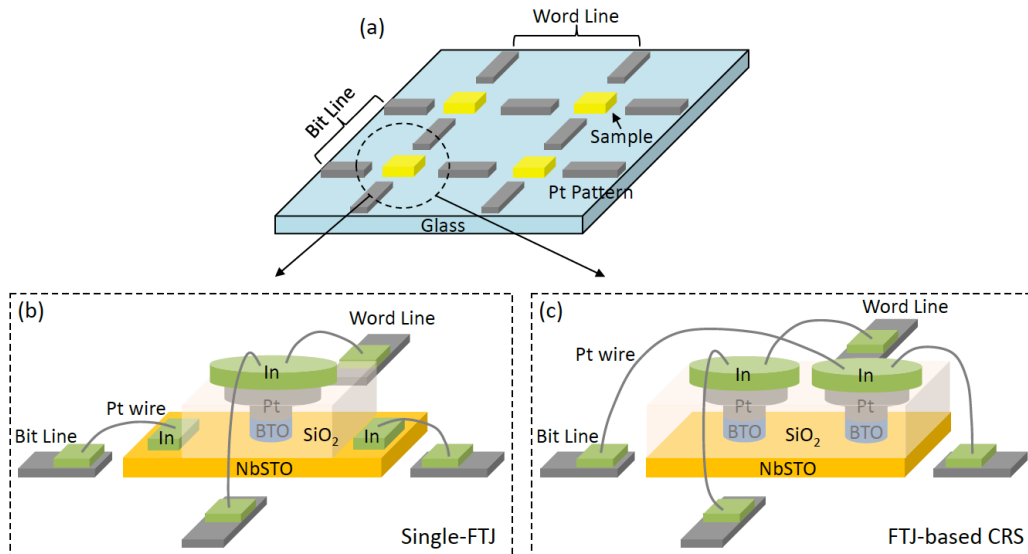 (a)
Word Line
Bit Line
Sample
Pt Pattern
Glass
(b)
Word Line
In
Pt wire
Pt
Bit Line
In
BTO
SiO₂
In
NbSTO
Single-FTJ
(c)
Word Line
Pt wire
In
In
Pt
Pt
Bit Line
BTO
SiO₂
BTO
Bit Line
NbSTO
FTJ-based CRS